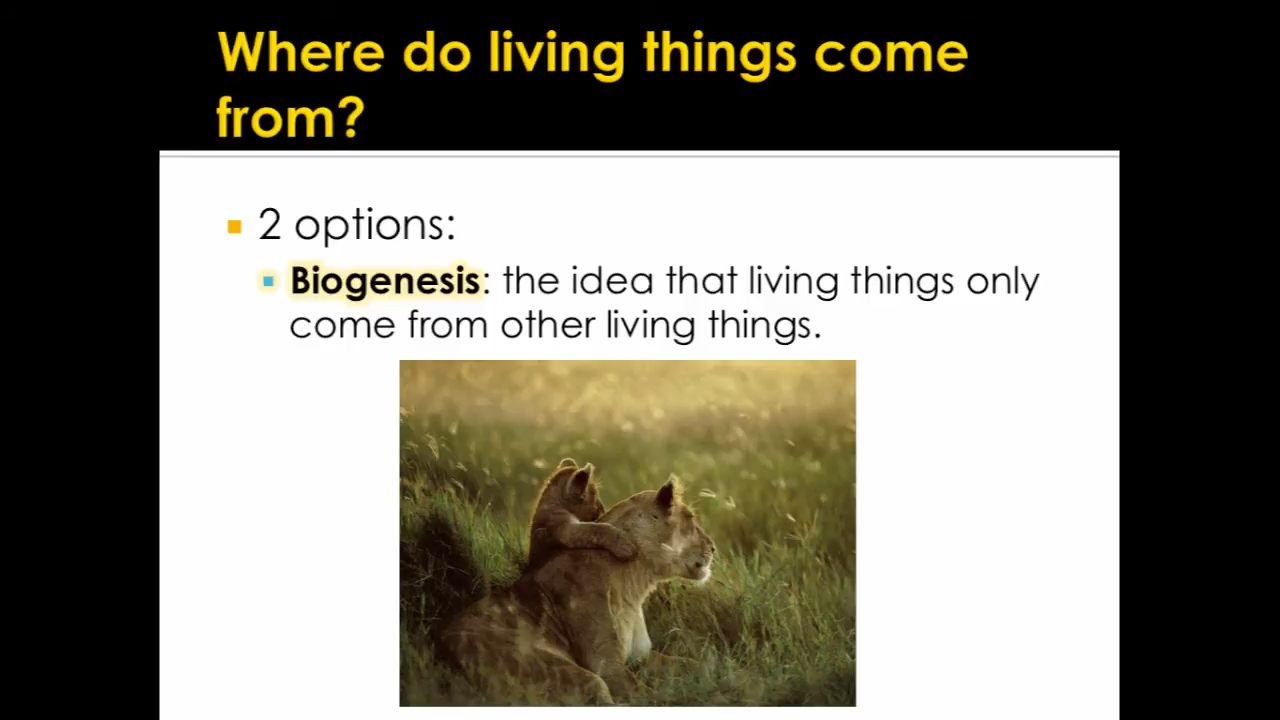 Where do living things come
from?
2 options:
Biogenesis: the idea that living things only
come from other living things.